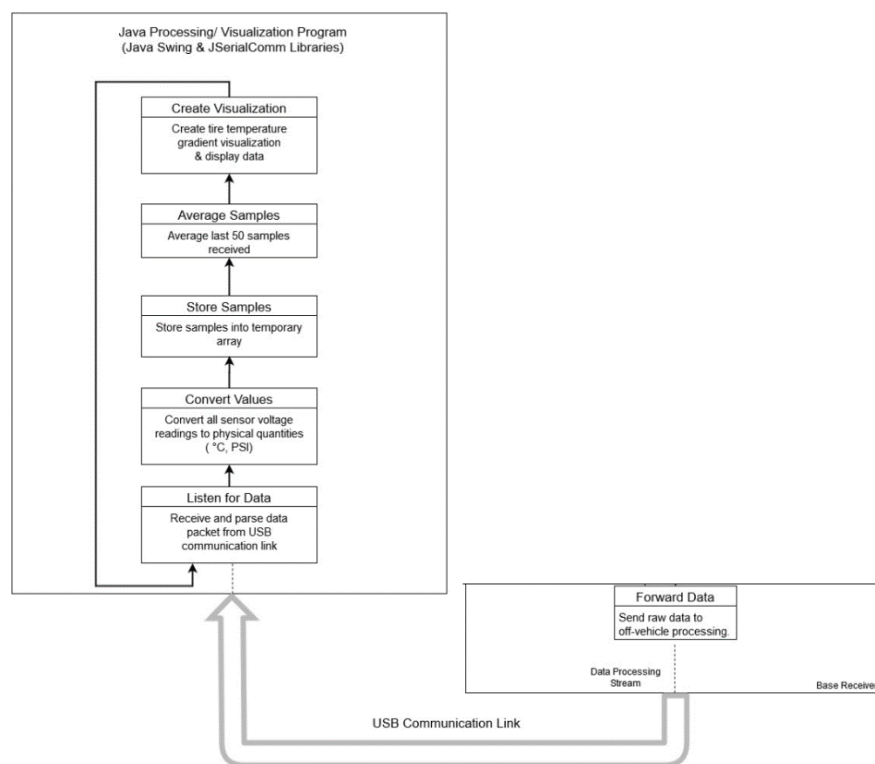 Java Processing/ Visualization Program
(Java Swing & JSerialComm Libraries)
Create Visualization
Create tire temperature
gradient visualization
& display data
Average Samples
Average last 50 samples
received
Store Samples
Store samples into temporary
array
Convert Values
Convert all sensor voltage
readings to physical quantities
( °C, PSI)
Listen for Data
Receive and parse data
packet from USB
communication link
Forward Data
Send raw data to
off-vehicle processing.
Data Processing
Stream
Base Receiver
USB Communication Link